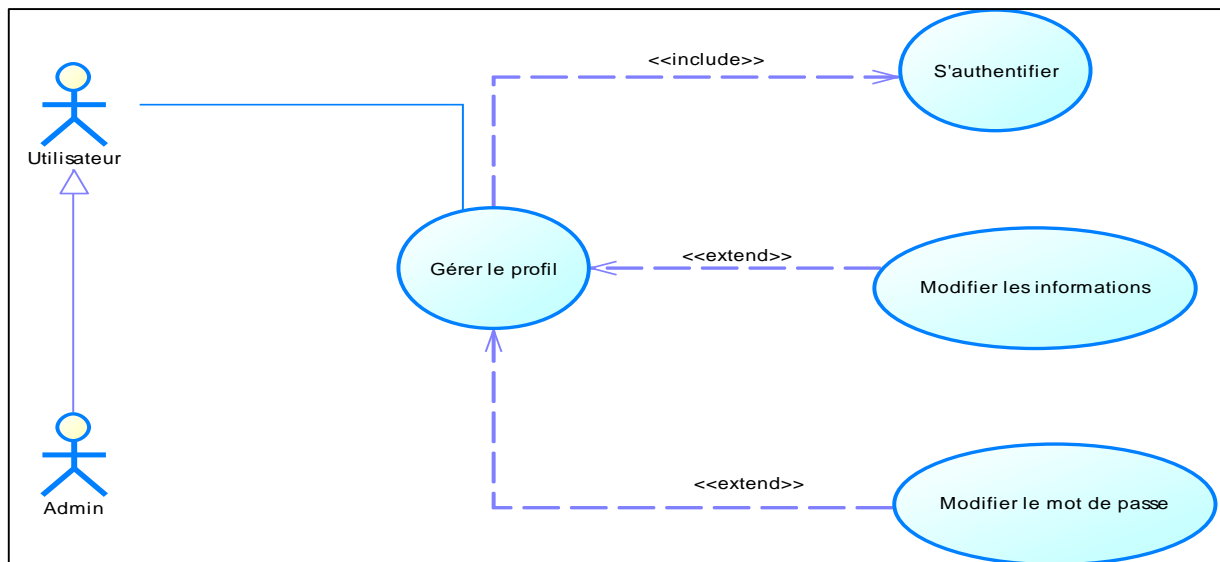 <<include>>
S'authentifier
Utilisateur
<<extend>>
Gérer le profil
Modifier les informations
<<extend>>
Modifier le mot de passe
Admin